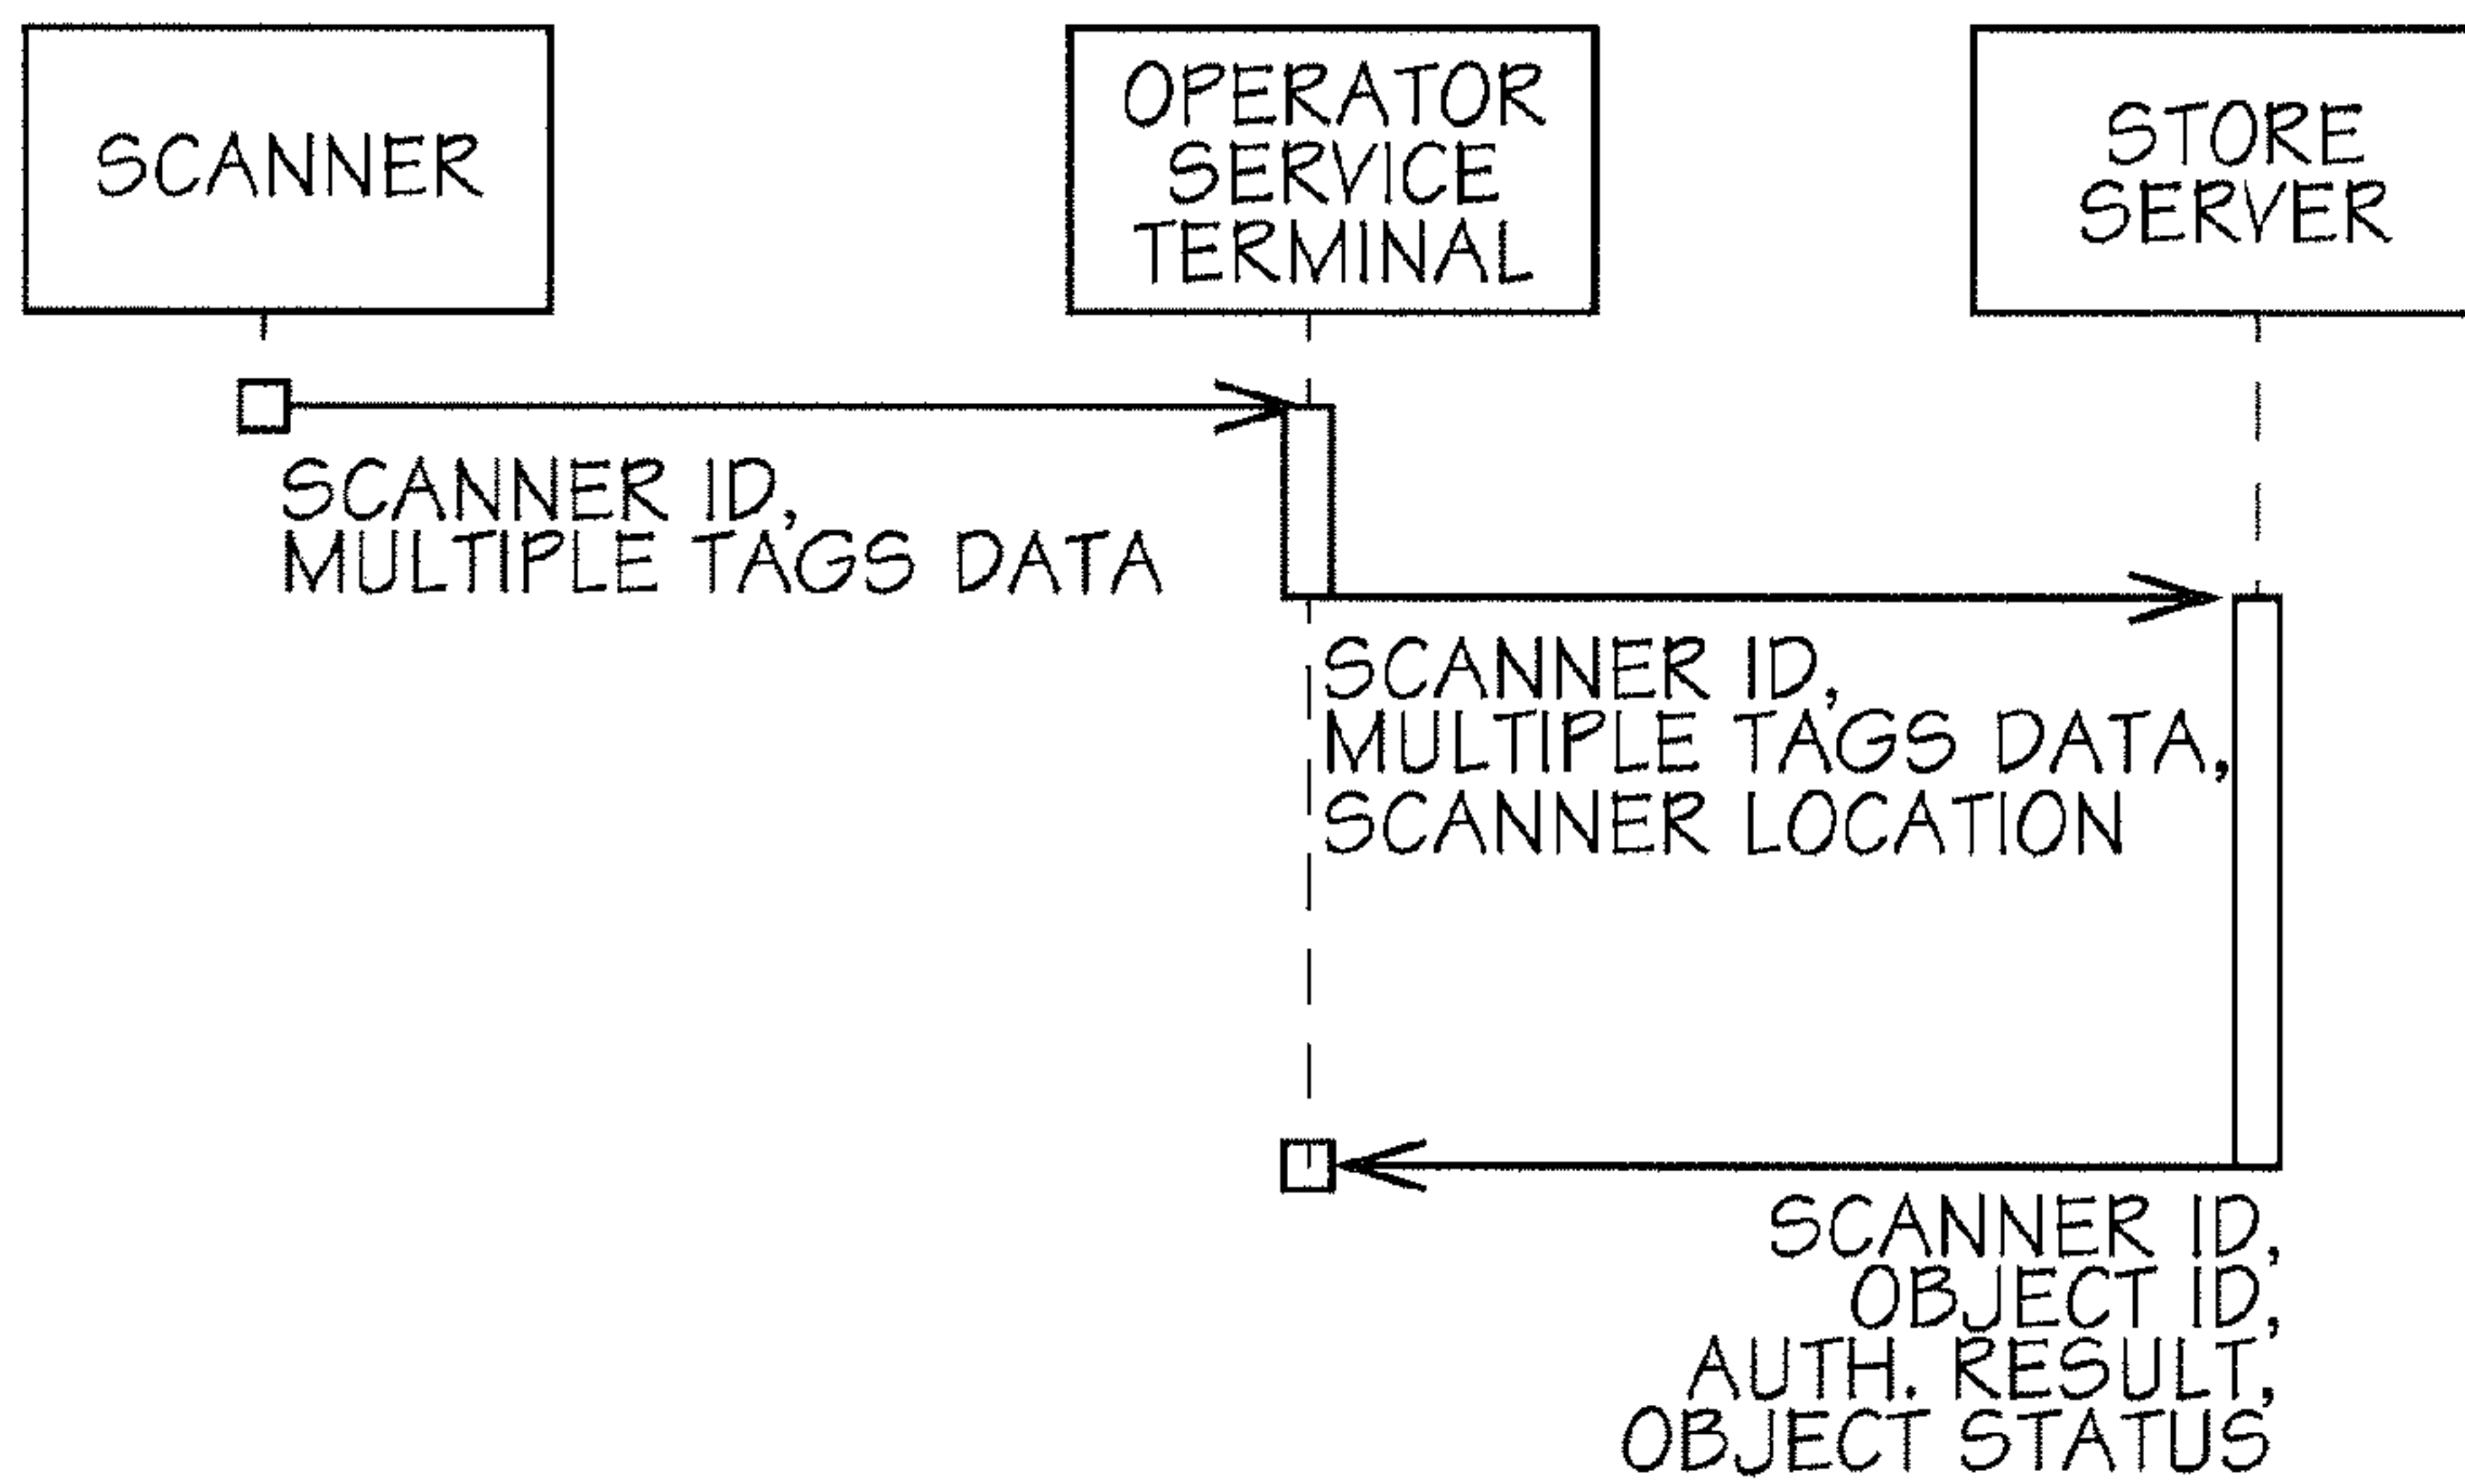 SCANNER
OPERATOR
SERVICE
TERMINAL
STORE
SERVER
SCANNER ID,
MULTIPLE TAGS DATA
SCANNER ID,
MULTIPLE TAGS DATA,
SCANNER LOCATION
SCANNER ID,
OBJECT ID,
AUTH. RESULT,
OBJECT STATUS